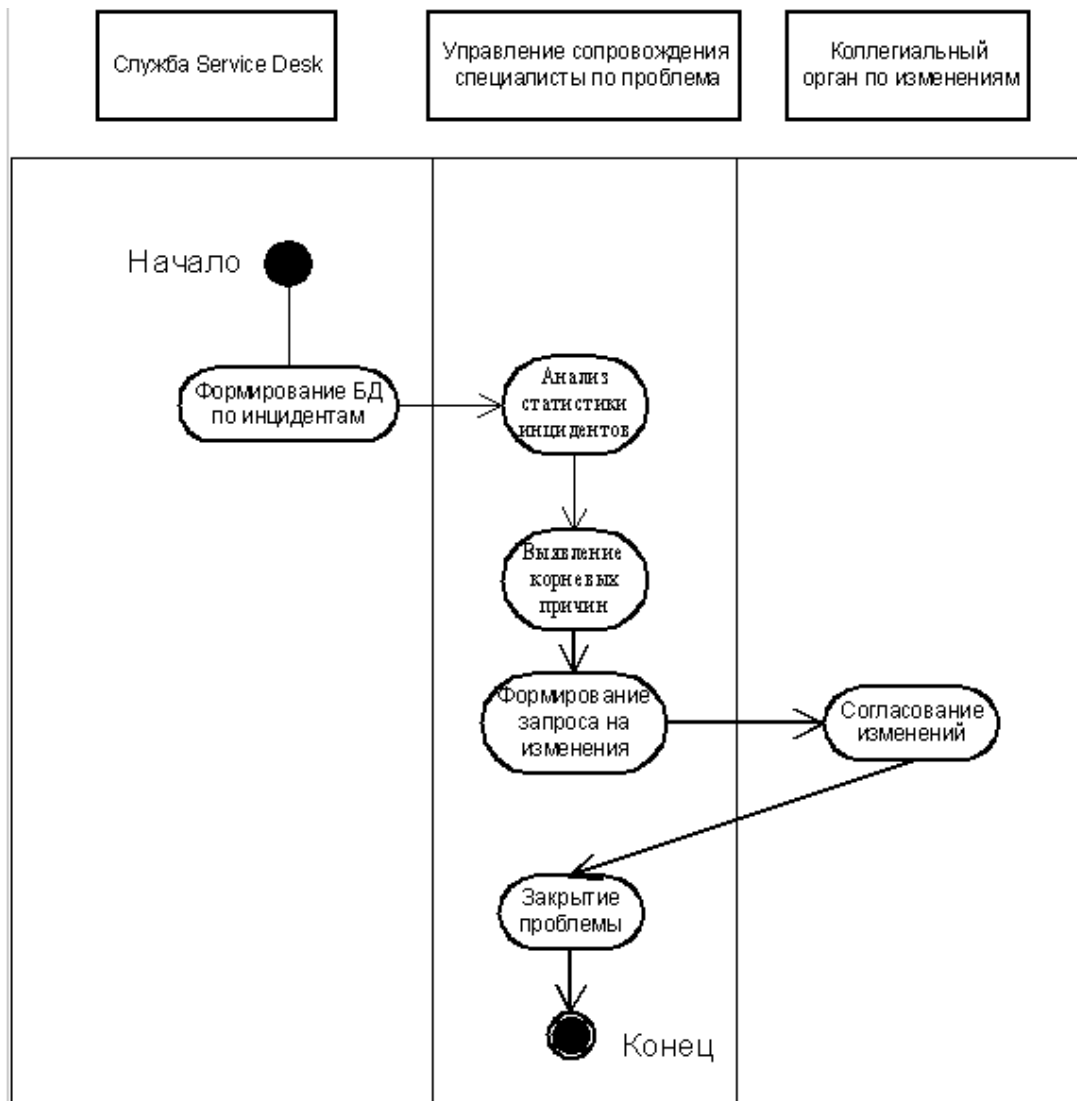 Служба Service Desk
Управление сопровождения
специалисты по проблема
Коллегиальный
орган по изменениям
Начало
Формирование БД
по инцидентам
Анализ
статистики
инцидентов
Выявление
корневых
причин
Формирование
запроса на
изменения
Согласование
изменений
Закрытие
проблемы
Конец